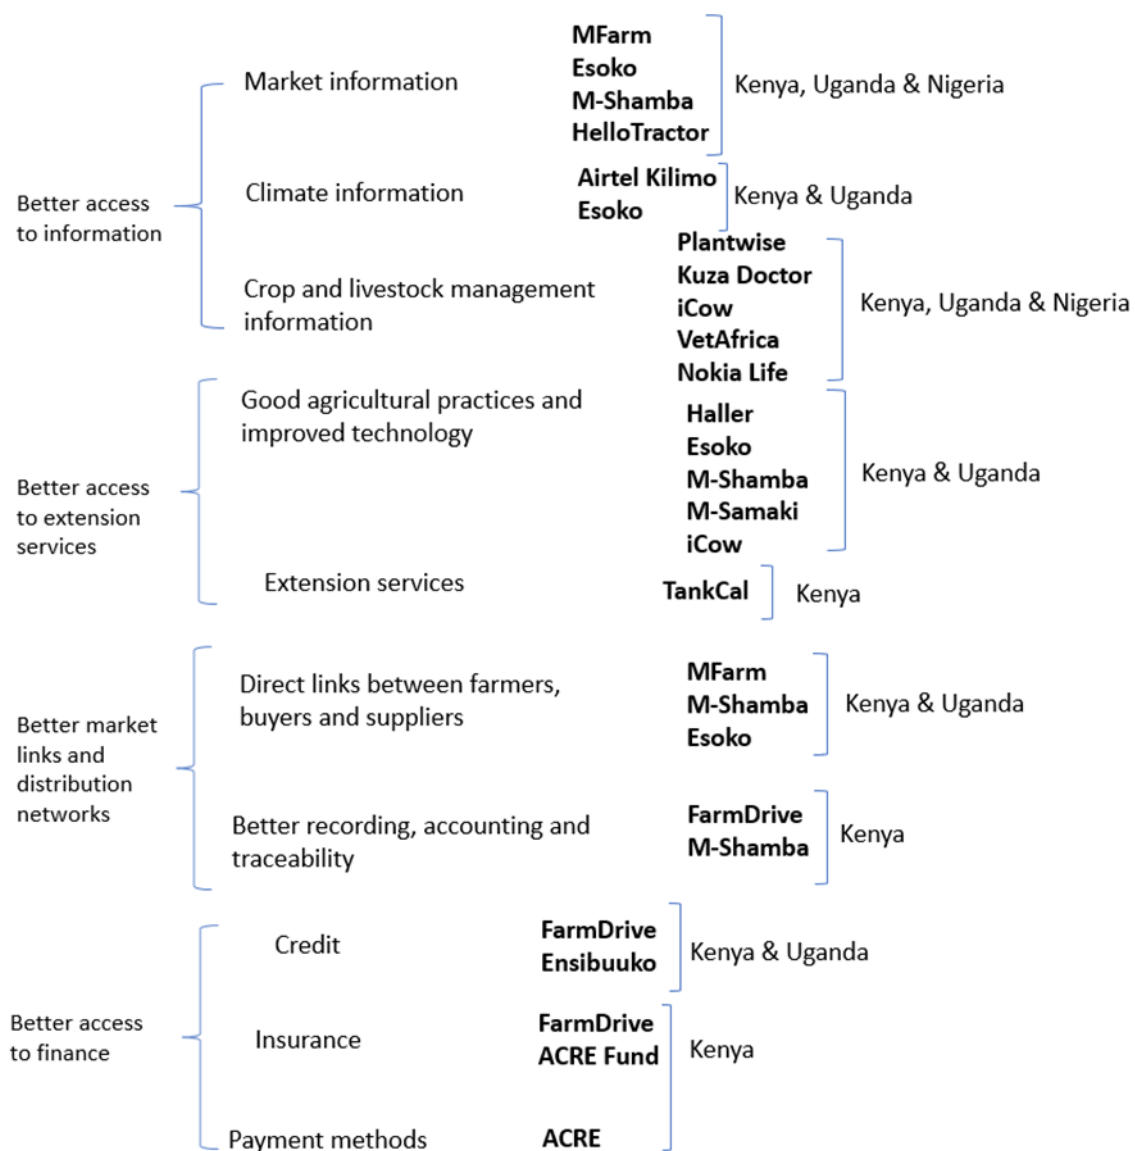 Better access
to information
Market information
MFarm
Esoko
M-Shamba
HelloTractor
Kenya, Uganda & Nigeria
Climate information
Airtel Kilimo
Esoko
Kenya & Uganda
Crop and livestock management
information
Plantwise
Kuza Doctor
iCow
VetAfrica
Nokia Life
Kenya, Uganda & Nigeria
Better access
to extension
services
Good agricultural practices and
improved technology
Haller
Esoko
M-Shamba
M-Samaki
iCow
Kenya & Uganda
Extension services
TankCal
Kenya
Better market
links and
distribution
networks
Direct links between farmers,
buyers and suppliers
MFarm
M-Shamba
Esoko
Kenya & Uganda
Better recording, accounting and
traceability
FarmDrive
M-Shamba
Kenya
Better access
to finance
Credit
FarmDrive
Ensibuuko
Kenya & Uganda
Insurance
FarmDrive
ACRE Fund
Kenya
Payment methods
ACRE